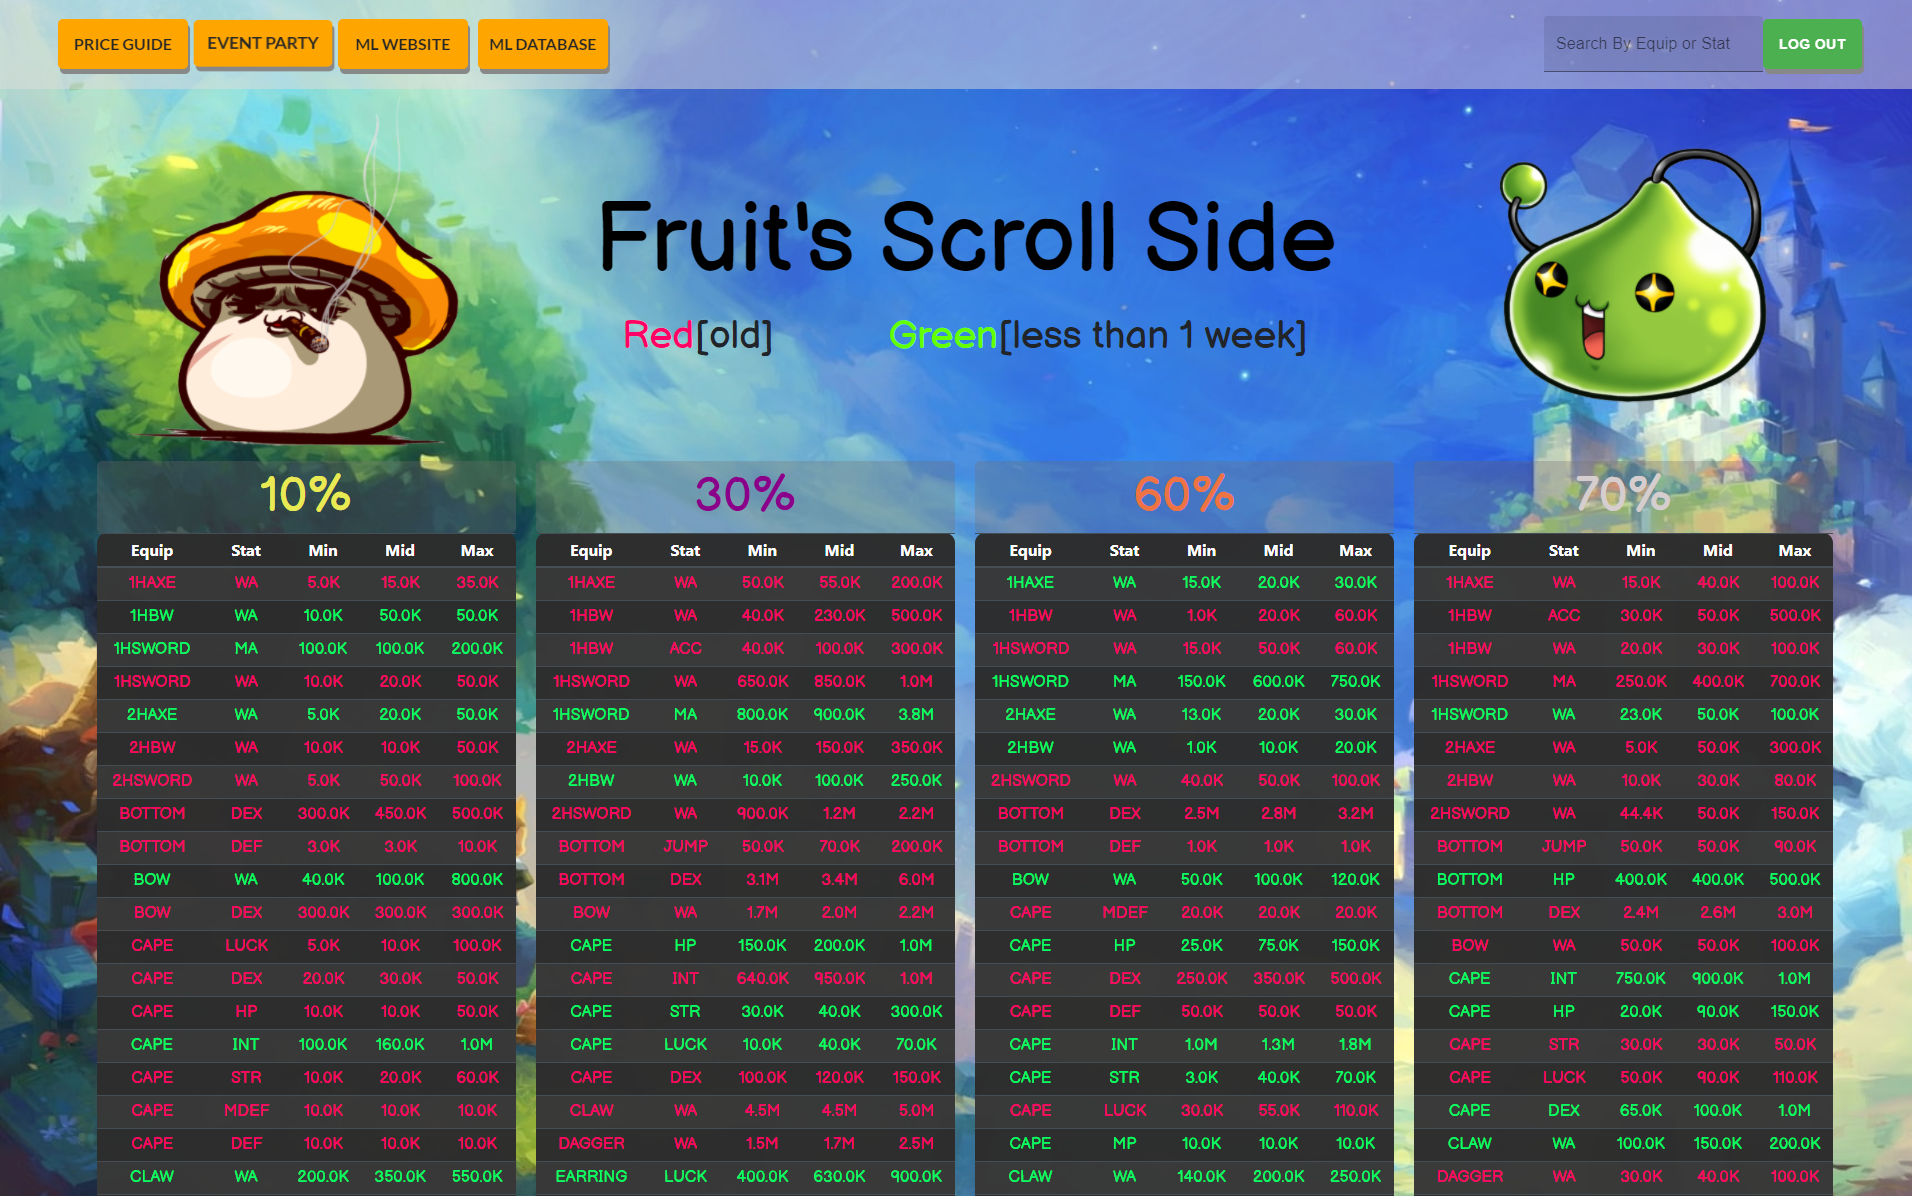 PRICE GUIDE EVENT PARTY ML WEBSITE ML DATABASE Search By Equip or Stat LOG OUT
Fruit's Scroll Side
Red[old] Green[less than 1 week]
10%
Equip Stat Min Mid Max
1HAXE WA 5.0K 15.0K 35.0K
1HBW WA 10.0K 50.0K 50.0K
1HSWORD MA 100.0K 100.0K 200.0K
1HSWORD WA 10.0K 20.0K 50.0K
2HAXE WA 5.0K 20.0K 50.0K
2HBW WA 10.0K 10.0K 50.0K
2HSWORD WA 5.0K 50.0K 100.0K
BOTTOM DEX 300.0K 450.0K 500.0K
BOTTOM DEF 3.0K 3.0K 10.0K
BOW WA 40.0K 100.0K 800.0K
BOW DEX 300.0K 300.0K 300.0K
CAPE LUCK 5.0K 10.0K 100.0K
CAPE DEX 20.0K 30.0K 50.0K
CAPE HP 10.0K 10.0K 50.0K
CAPE INT 100.0K 160.0K 1.0M
CAPE STR 10.0K 20.0K 60.0K
CAPE MDEF 10.0K 10.0K 10.0K
CAPE DEF 10.0K 10.0K 10.0K
CLAW WA 200.0K 350.0K 550.0K
30%
Equip Stat Min Mid Max
1HAXE WA 50.0K 55.0K 200.0K
1HBW WA 40.0K 230.0K 500.0K
1HBW ACC 40.0K 100.0K 300.0K
1HSWORD WA 650.0K 850.0K 1.0M
1HSWORD MA 800.0K 900.0K 3.8M
2HAXE WA 15.0K 150.0K 350.0K
2HBW WA 10.0K 100.0K 250.0K
2HSWORD WA 900.0K 1.2M 2.2M
BOTTOM JUMP 50.0K 70.0K 200.0K
BOTTOM DEX 3.1M 3.4M 6.0M
BOW WA 1.7M 2.0M 2.2M
CAPE HP 150.0K 200.0K 1.0M
CAPE INT 640.0K 950.0K 1.0M
CAPE STR 30.0K 40.0K 300.0K
CAPE LUCK 10.0K 40.0K 70.0K
CAPE DEX 100.0K 120.0K 150.0K
CLAW WA 4.5M 4.5M 5.0M
DAGGER WA 1.5M 1.7M 2.5M
EARRING LUCK 400.0K 630.0K 900.0K
60%
Equip Stat Min Mid Max
1HAXE WA 15.0K 20.0K 30.0K
1HBW WA 1.0K 20.0K 60.0K
1HSWORD WA 15.0K 50.0K 60.0K
1HSWORD MA 150.0K 600.0K 750.0K
2HAXE WA 13.0K 20.0K 30.0K
2HBW WA 1.0K 10.0K 20.0K
2HSWORD WA 40.0K 50.0K 100.0K
BOTTOM DEX 2.5M 2.8M 3.2M
BOTTOM DEF 1.0K 1.0K 1.0K
BOW WA 50.0K 100.0K 120.0K
CAPE MDEF 20.0K 20.0K 20.0K
CAPE HP 25.0K 75.0K 150.0K
CAPE DEX 250.0K 350.0K 500.0K
CAPE DEF 50.0K 50.0K 50.0K
CAPE INT 1.0M 1.3M 1.8M
CAPE STR 3.0K 40.0K 70.0K
CAPE LUCK 30.0K 55.0K 110.0K
CAPE MP 10.0K 10.0K 10.0K
CLAW WA 140.0K 200.0K 250.0K
70%
Equip Stat Min Mid Max
1HAXE WA 15.0K 40.0K 100.0K
1HBW ACC 30.0K 50.0K 500.0K
1HBW WA 20.0K 30.0K 100.0K
1HSWORD MA 250.0K 400.0K 700.0K
1HSWORD WA 23.0K 50.0K 100.0K
2HAXE WA 5.0K 50.0K 300.0K
2HBW WA 10.0K 30.0K 80.0K
2HSWORD WA 44.4K 50.0K 150.0K
BOTTOM JUMP 50.0K 50.0K 90.0K
BOTTOM HP 400.0K 400.0K 500.0K
BOTTOM DEX 2.4M 2.6M 3.0M
BOW WA 50.0K 50.0K 100.0K
CAPE INT 750.0K 900.0K 1.0M
CAPE HP 20.0K 90.0K 150.0K
CAPE STR 30.0K 30.0K 50.0K
CAPE LUCK 50.0K 90.0K 110.0K
CAPE DEX 65.0K 100.0K 1.0M
CLAW WA 100.0K 150.0K 200.0K
DAGGER WA 30.0K 40.0K 100.0K